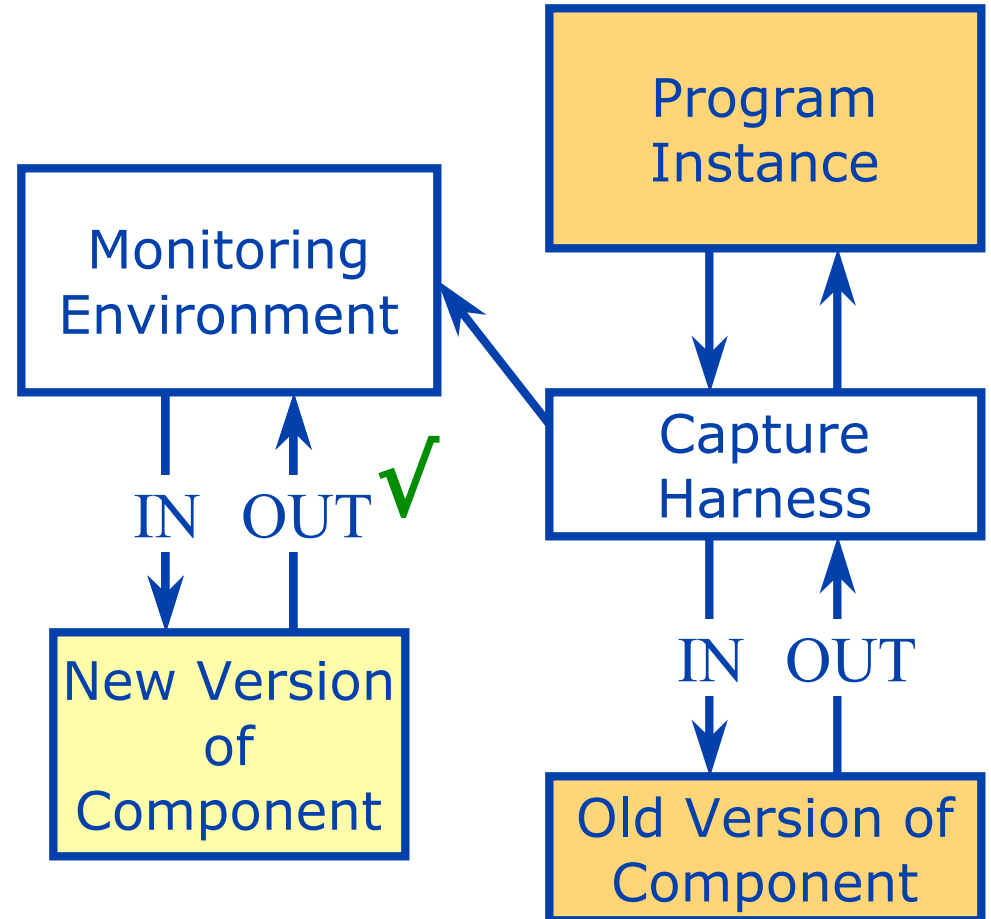 Program
Instance
Monitoring
Environment
Capture
Harness
IN OUT √
New Version
of
Component
IN OUT
Old Version of
Component